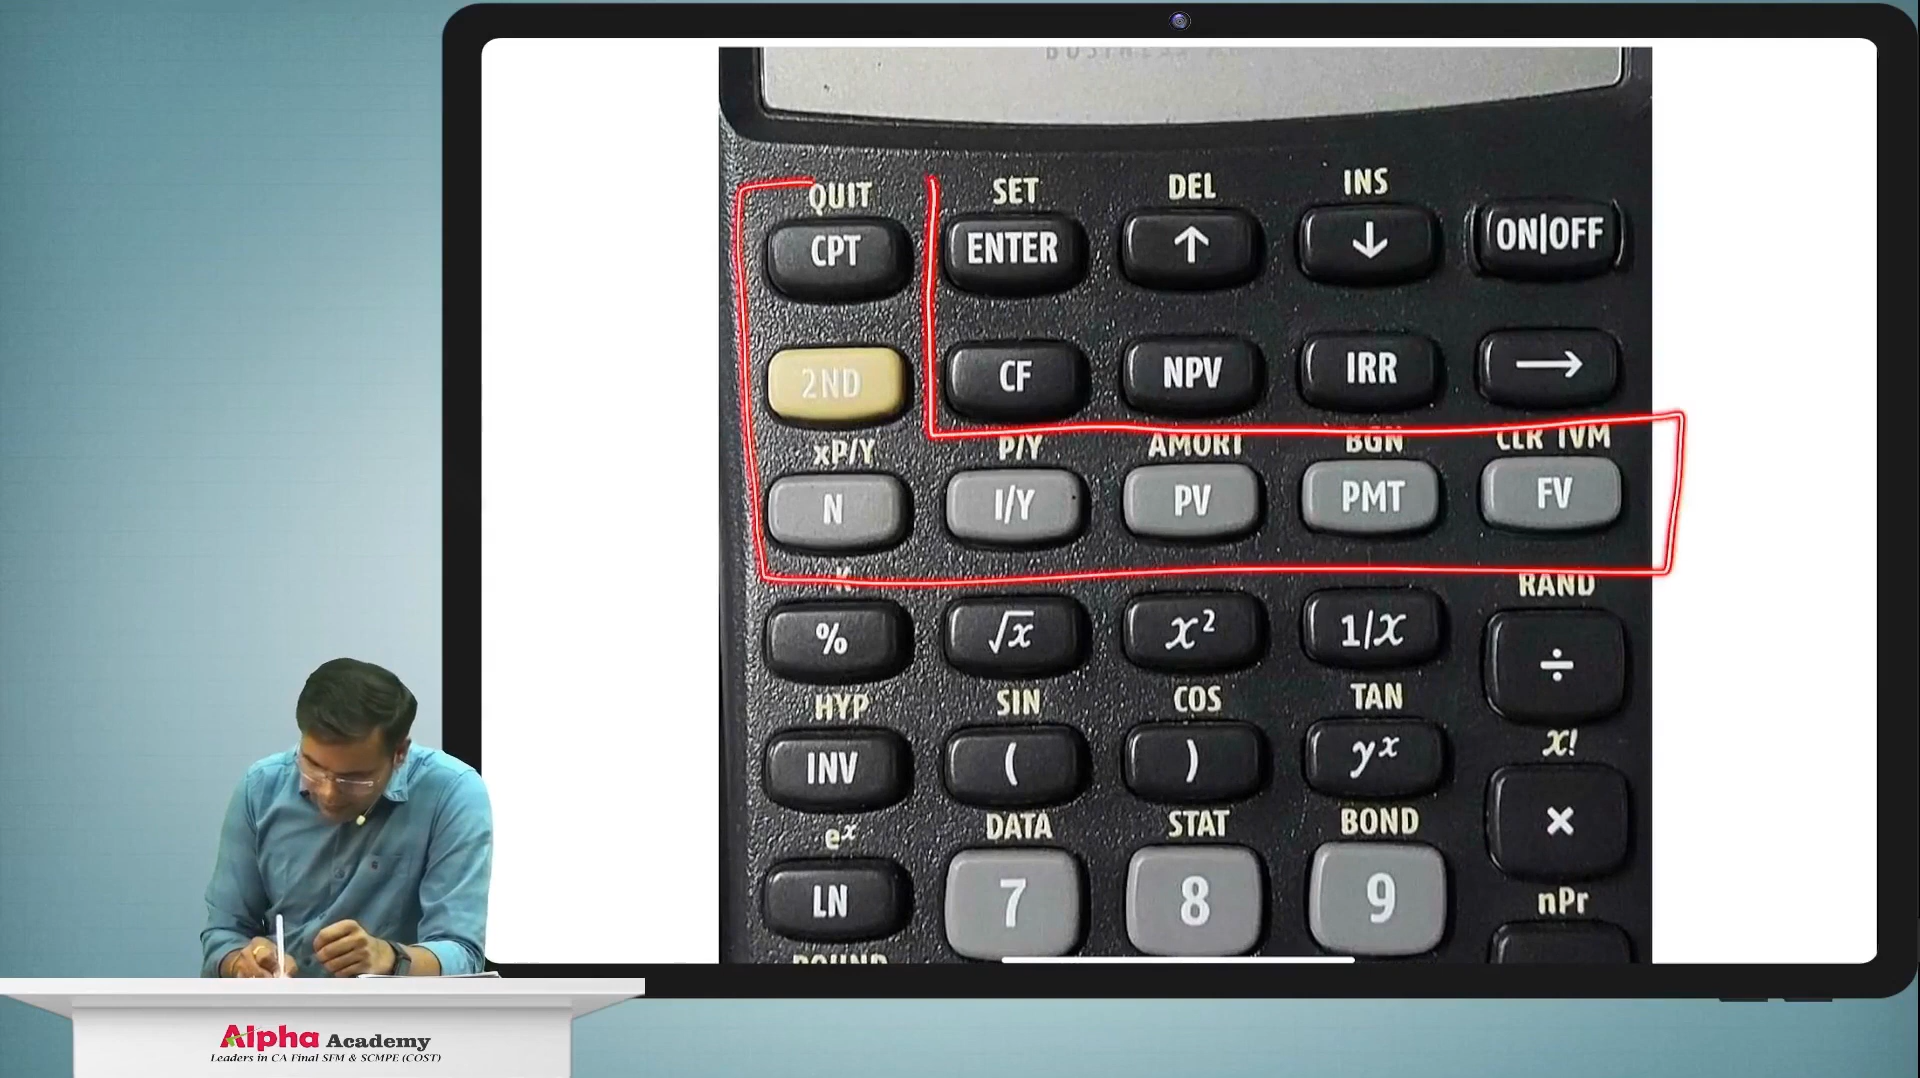 QUIT SET DEL INS
CPT ENTER ↑ ↓ ON|OFF
2ND CF NPV IRR →
xP/Y P/Y AMORT BGN CLR TVM
N I/Y PV PMT FV
K RAND
% √x x² 1/x ÷
HYP SIN COS TAN x!
INV ( ) yˣ ×
eˣ DATA STAT BOND nPr
LN 7 8 9
ROUND
Alpha Academy
Leaders in CA Final SFM & SCMPE (COST)